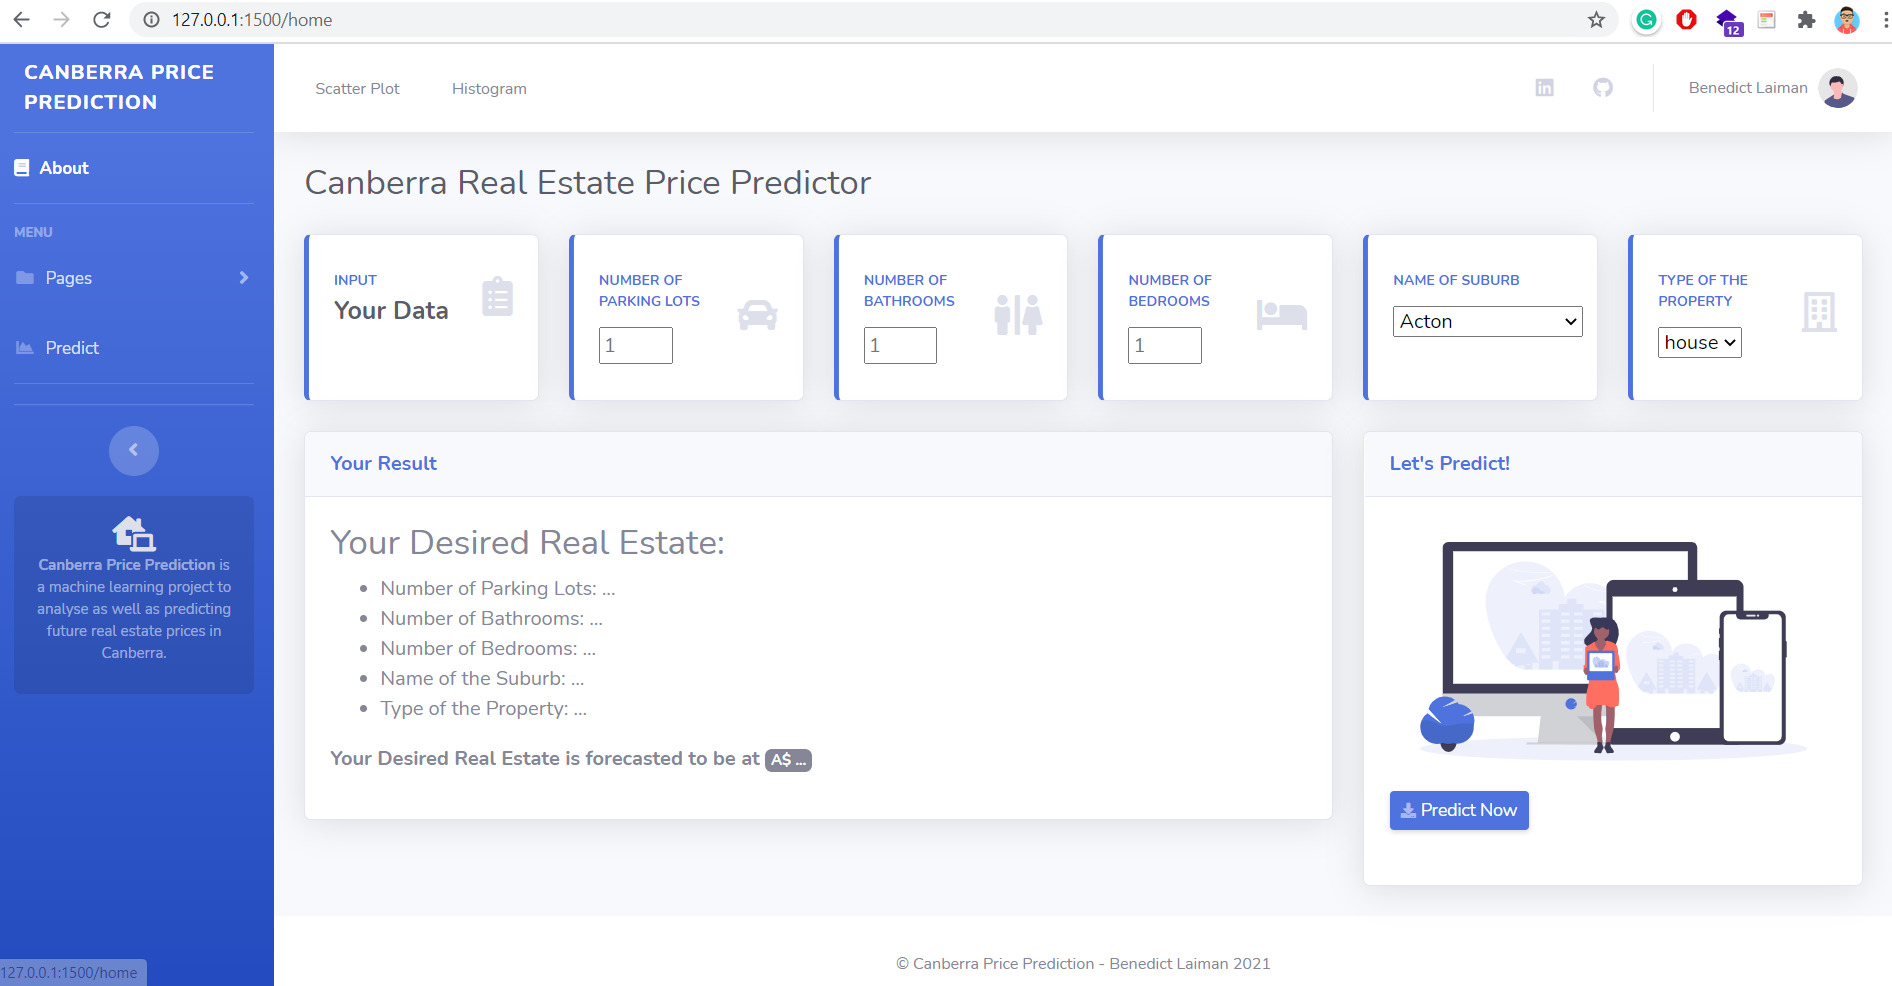 127.0.0.1:1500/home
12
CANBERRA PRICE
PREDICTION
About
MENU
Pages
Predict
Canberra Price Prediction is
a machine learning project to
analyse as well as predicting
future real estate prices in
Canberra.
127.0.0.1:1500/home
Scatter Plot
Histogram
Benedict Laiman
Canberra Real Estate Price Predictor
INPUT
Your Data
NUMBER OF
PARKING LOTS
1
NUMBER OF
BATHROOMS
1
NUMBER OF
BEDROOMS
1
NAME OF SUBURB
Acton
TYPE OF THE
PROPERTY
house
Your Result
Your Desired Real Estate:
Number of Parking Lots: ...
Number of Bathrooms: ...
Number of Bedrooms: ...
Name of the Suburb: ...
Type of the Property: ...
Your Desired Real Estate is forecasted to be at A$ ...
Let's Predict!
Predict Now
© Canberra Price Prediction - Benedict Laiman 2021